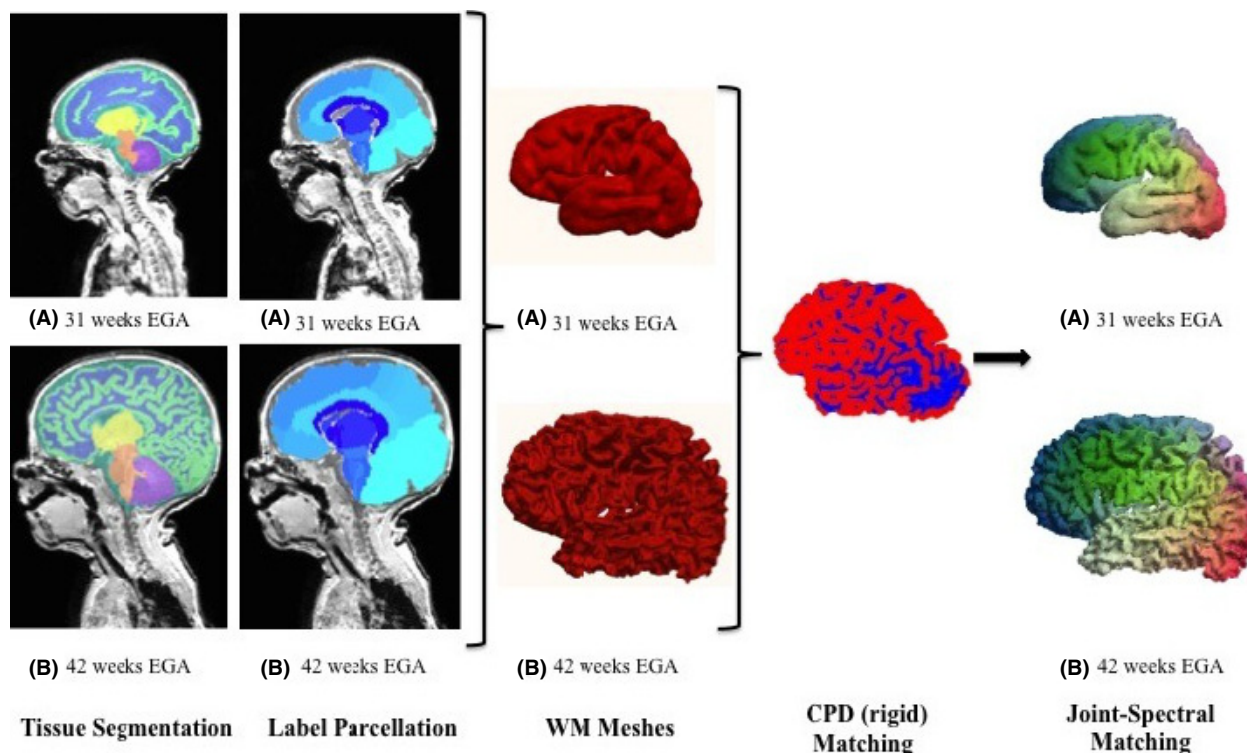 (A) 31 weeks EGA
(A) 31 weeks EGA
(A) 31 weeks EGA
(A) 31 weeks EGA
(B) 42 weeks EGA
(B) 42 weeks EGA
(B) 42 weeks EGA
(B) 42 weeks EGA
Tissue Segmentation
Label Parcellation
WM Meshes
CPD (rigid)
Matching
Joint-Spectral
Matching